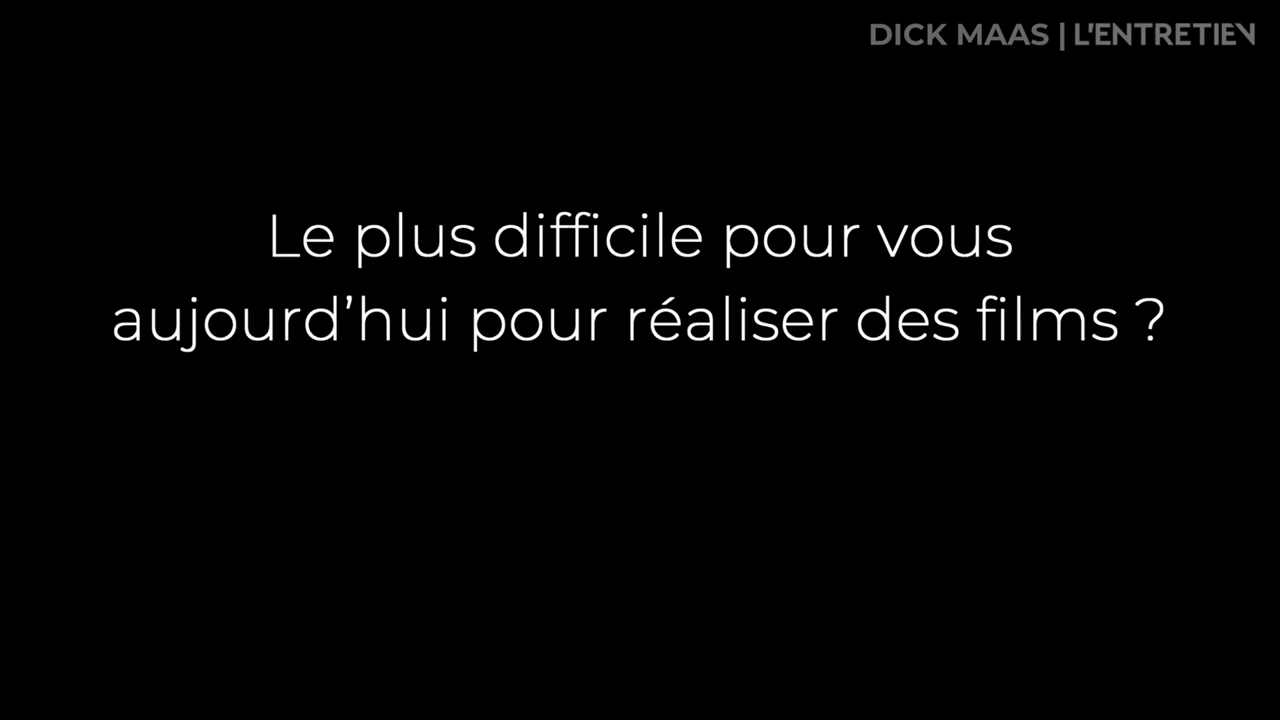 DICK MAAS | L'ENTRETIEN
Le plus difficile pour vous
aujourd’hui pour réaliser des films ?